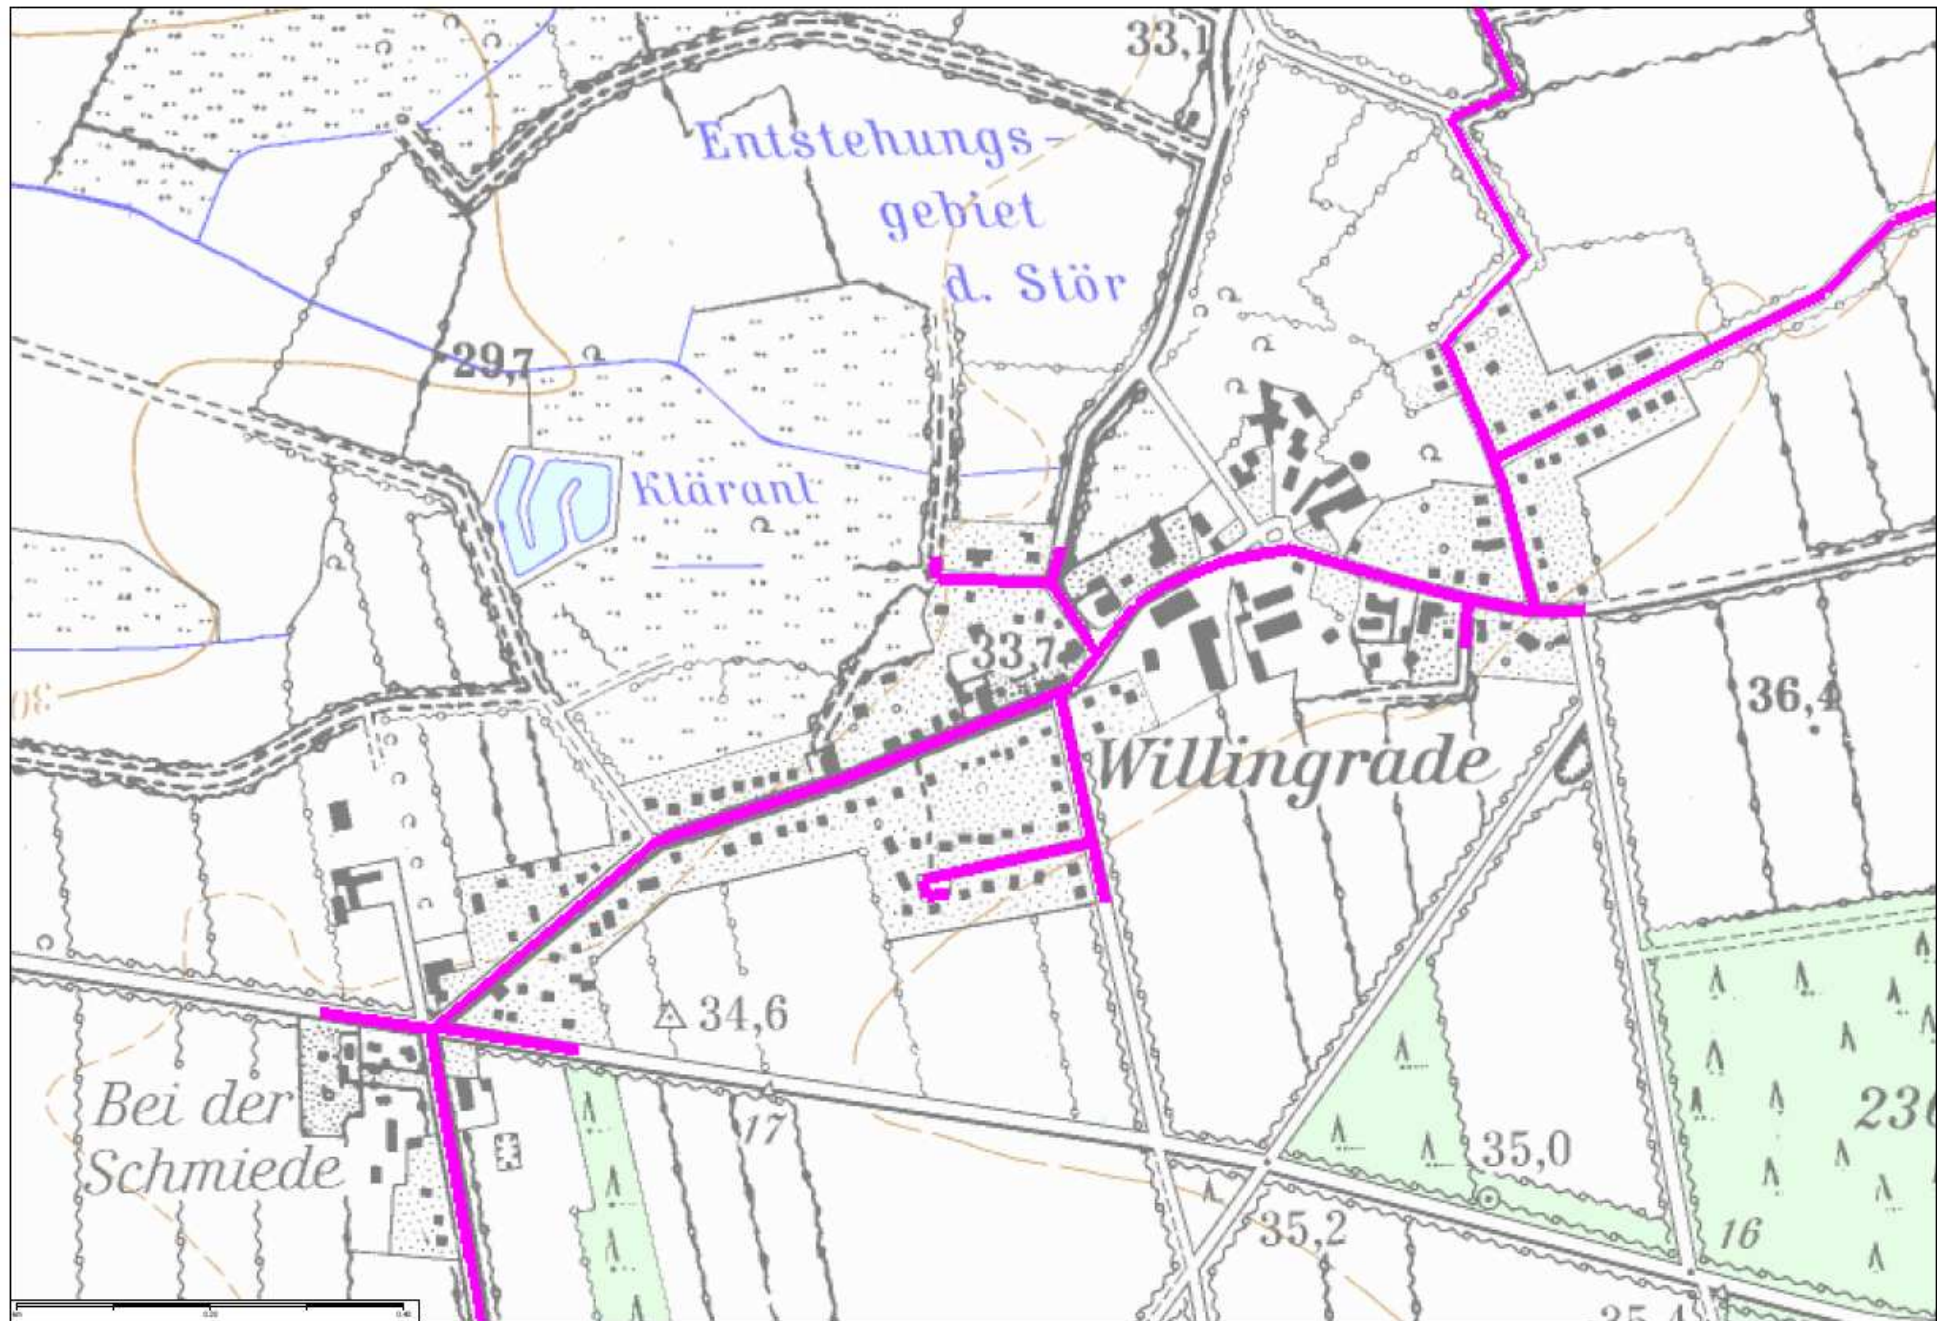 33,1
Entstehungs-
gebiet
d. Stör
29,7
Kläranl
33,7
30
36,4
Willingrade
34,6
Bei der
Schmiede
17
35,0
35,2
16